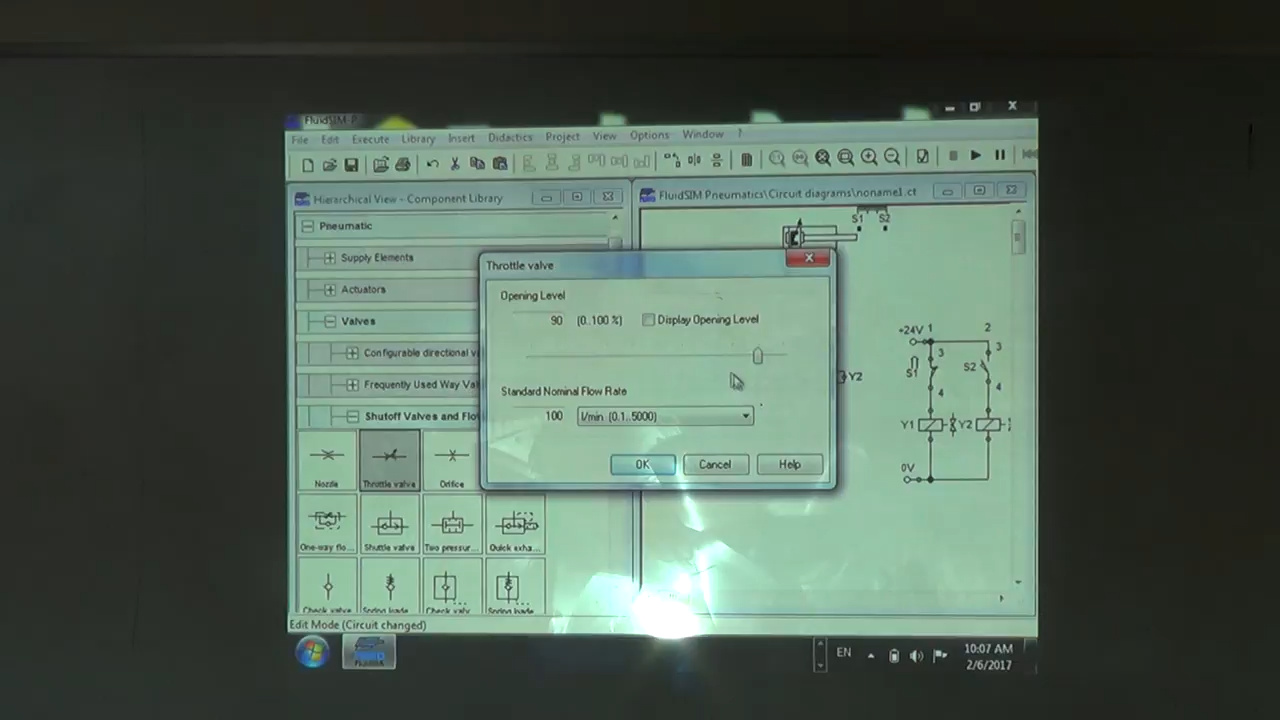 FluidSIM-P
File Edit Execute Library Insert Didactics Project View Options Window ?
Hierarchical View - Component Library
FluidSIM Pneumatics\Circuit diagrams\noname1.ct
Pneumatic
S1 S2
Supply Elements
Throttle valve
Actuators
Opening Level
Valves
90 (0..100 %) Display Opening Level
+24V 1 2
3 3
Configurable directional v
Frequently Used Way Va
Y2
S1 S2
4 4
Standard Nominal Flow Rate
Shutoff Valves and Flo
100 l/min (0.1..5000)
Y1 Y2
OK Cancel Help
0V
Nozzle Throttle valve Orifice
One-way flo... Shuttle valve Two pressur... Quick exha...
Check valve Spring loade Check valv Spring loade
Edit Mode (Circuit changed)
EN
10:07 AM
2/6/2017